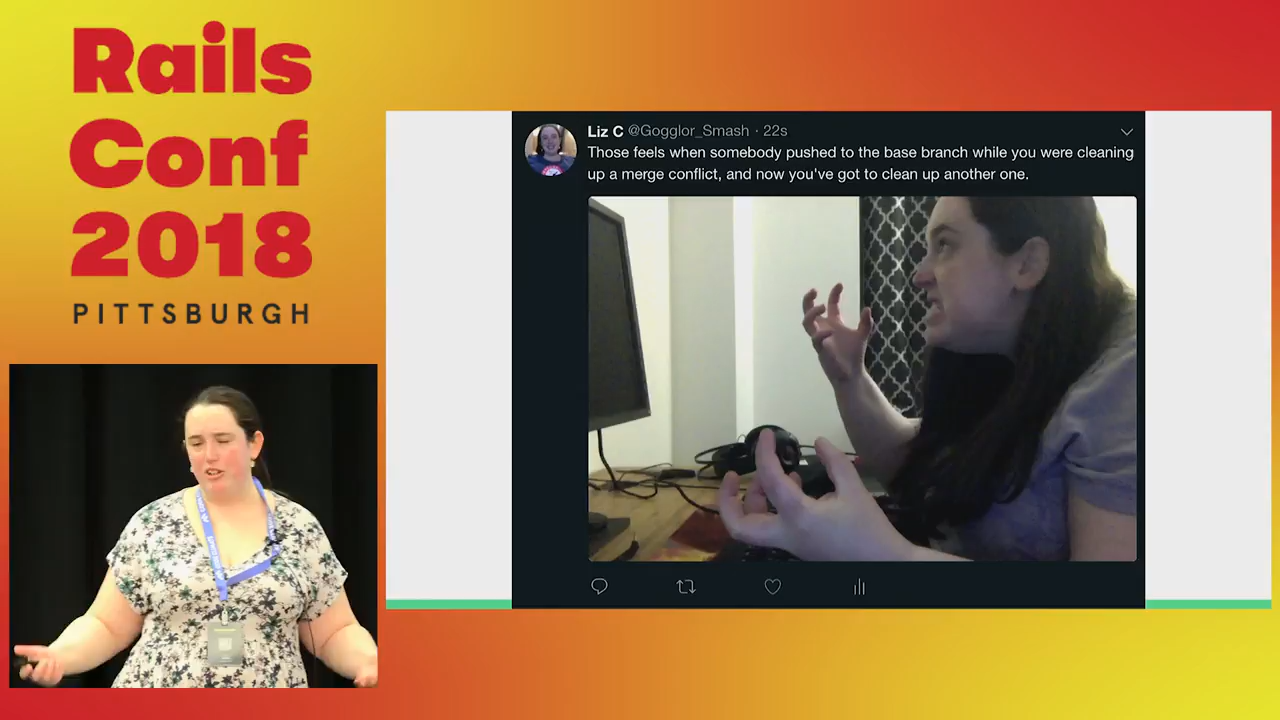 Rails
Conf
2018
PITTSBURGH
Liz C @Gogglor_Smash · 22s
Those feels when somebody pushed to the base branch while you were cleaning
up a merge conflict, and now you've got to clean up another one.